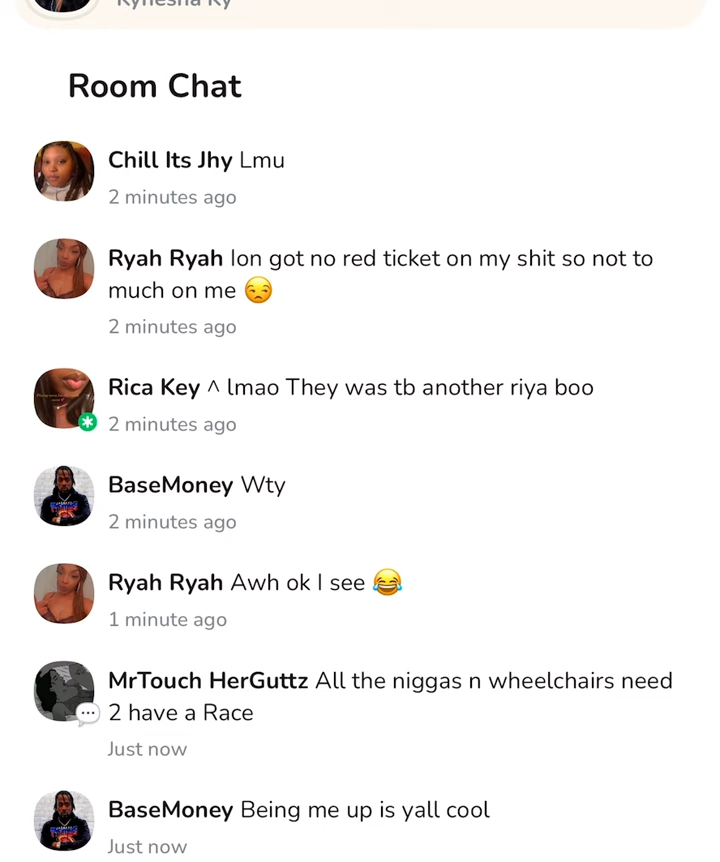 Kynesha Ky
Room Chat
Chill Its Jhy Lmu
2 minutes ago
Ryah Ryah Ion got no red ticket on my shit so not to
much on me 😒
2 minutes ago
Rica Key ^ lmao They was tb another riya boo
2 minutes ago
BaseMoney Wty
2 minutes ago
Ryah Ryah Awh ok I see 😂
1 minute ago
MrTouch HerGuttz All the niggas n wheelchairs need
2 have a Race
Just now
BaseMoney Being me up is yall cool
Just now